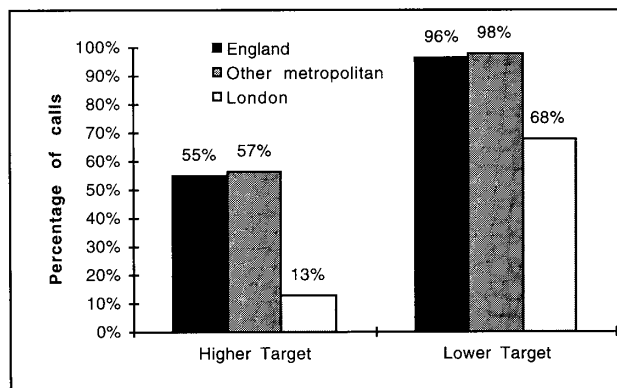 Percentage of calls
100%
90%
80%
70%
60%
50%
40%
30%
20%
10%
0%
England
Other metropolitan
London
55%
57%
13%
96%
98%
68%
Higher Target
Lower Target